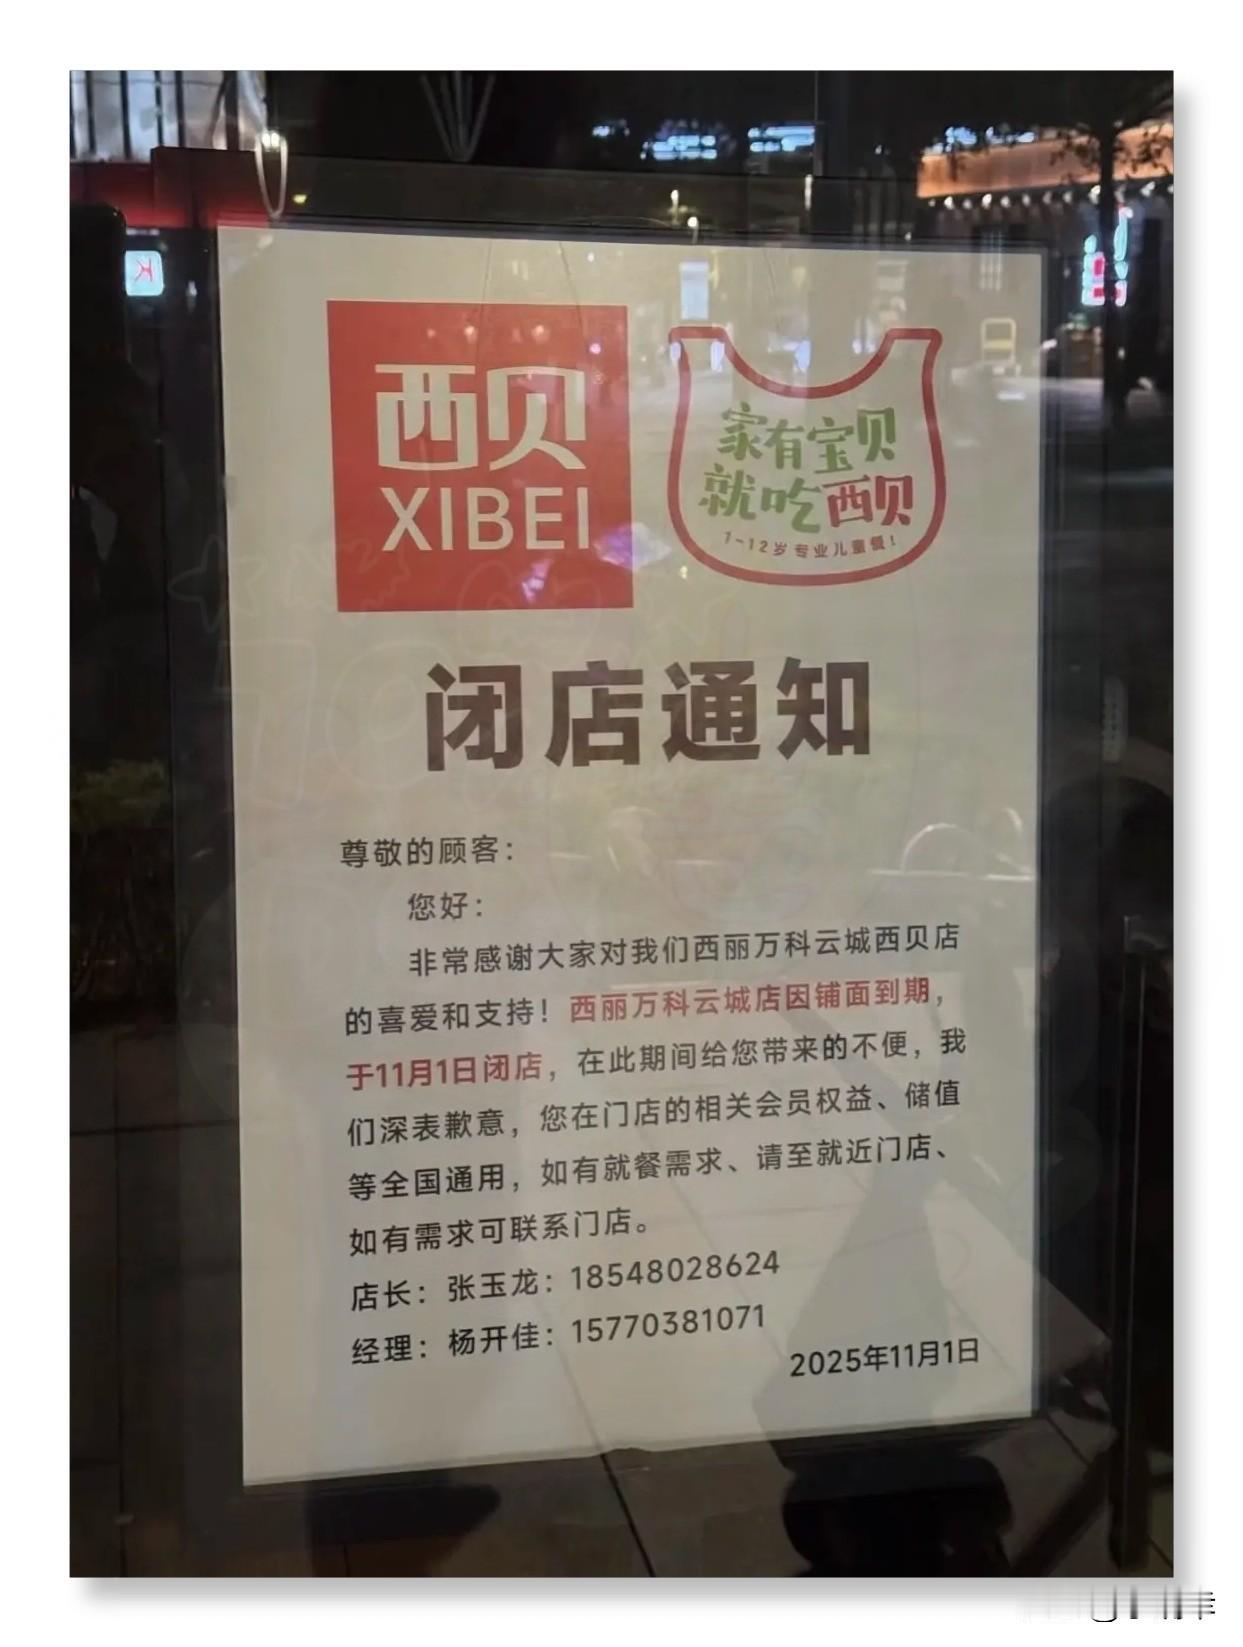 西贝
XIBEI
家有宝贝
就吃西贝
1-12岁专业儿童餐！
闭店通知
尊敬的顾客：
您好：
非常感谢大家对我们西丽万科云城西贝店
的喜爱和支持！西丽万科云城店因铺面到期，
于11月1日闭店，在此期间给您带来的不便，我
们深表歉意，您在门店的相关会员权益、储值
等全国通用，如有就餐需求、请至就近门店、
如有需求可联系门店。
店长：张玉龙：18548028624
经理：杨开佳：15770381071
2025年11月1日